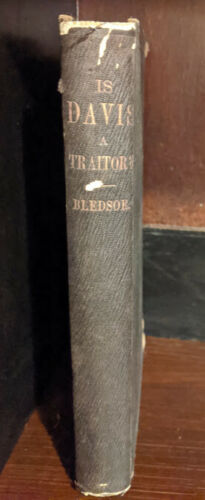 IS
DAVIS
A
TRAITOR?
BLEDSOE.